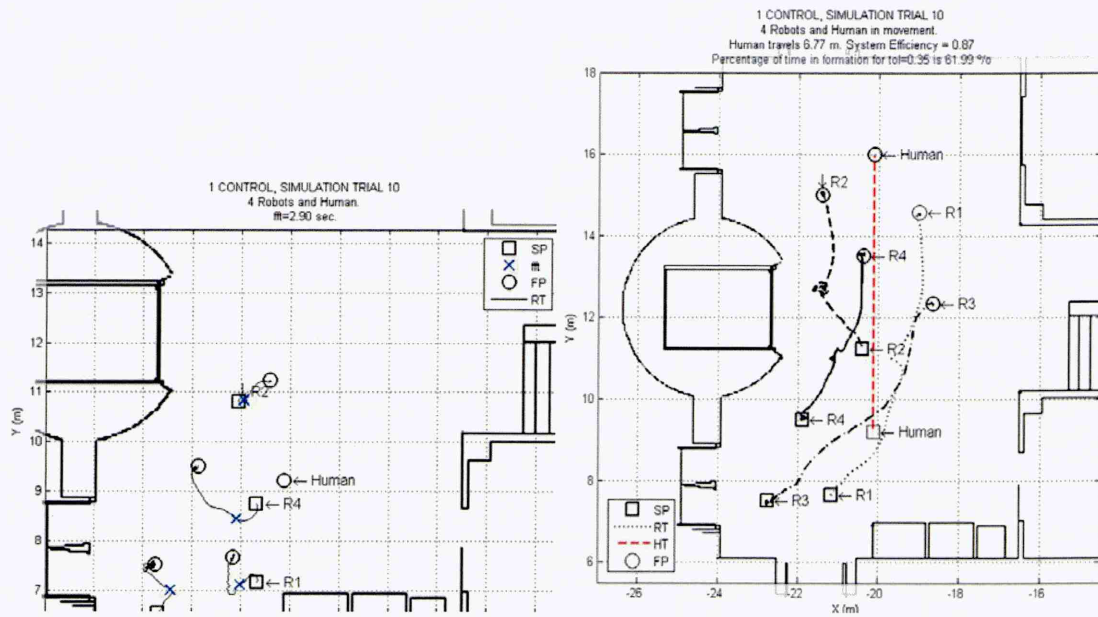 1 CONTROL, SIMULATION TRIAL 10
4 Robots and Human.
fft=2.90 sec.
14
13
12
11
10
9
8
7
Y (m)
SP
fft
FP
RT
R2
Human
R4
R1
1 CONTROL, SIMULATION TRIAL 10
4 Robots and Human in movement.
Human travels 6.77 m. System Efficiency = 0.87
Percentage of time in formation for tol=0.35 is 61.99 %
18
16
14
12
10
8
6
Y (m)
Human
R2
R1
R4
R3
R2
R4
Human
R3
R1
SP
RT
HT
FP
-26
-24
-22
-20
-18
-16
X (m)